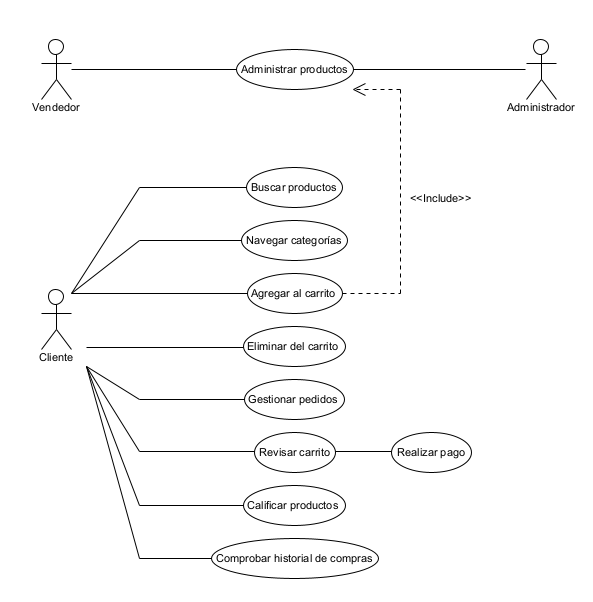 Administrar productos
Vendedor
Administrador
Buscar productos
<<Include>>
Navegar categorías
Agregar al carrito
Eliminar del carrito
Cliente
Gestionar pedidos
Revisar carrito
Realizar pago
Calificar productos
Comprobar historial de compras